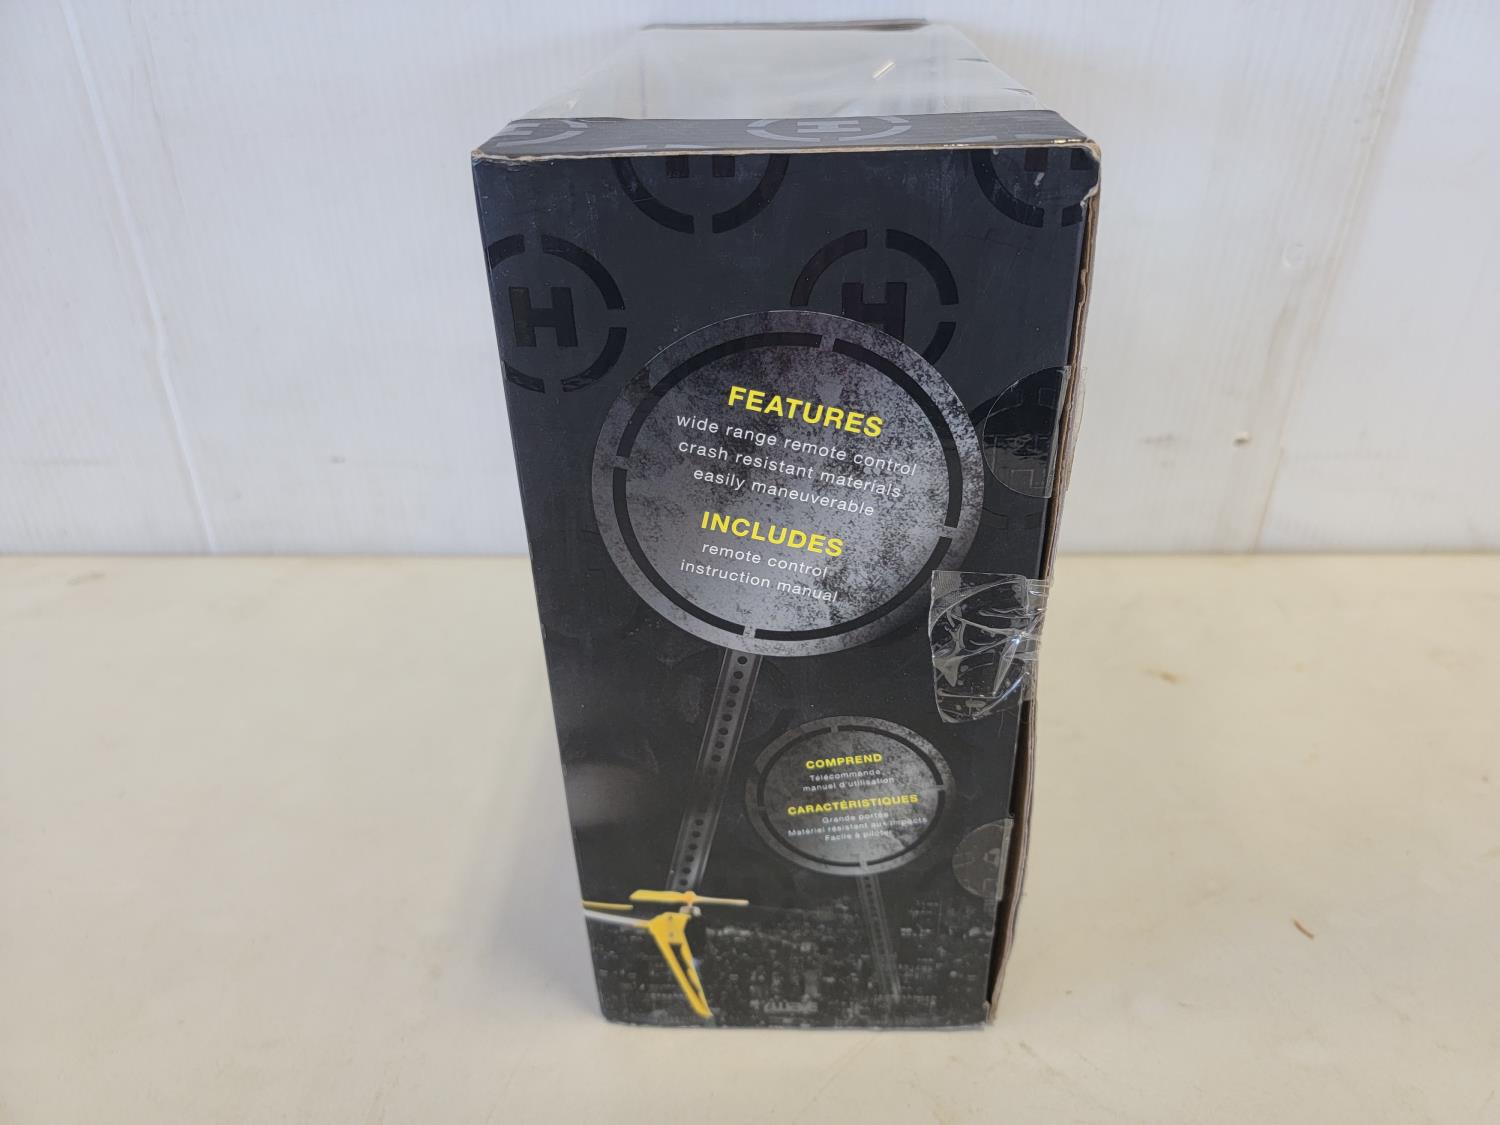 H
H
H
H
FEATURES
wide range remote control
crash resistant materials
easily maneuverable
INCLUDES
remote control
instruction manual
COMPREND
Télécommande,
manuel d'utilisation
CARACTÉRISTIQUES
Grande portée
Matériel résistant aux impacts
Facile à piloter